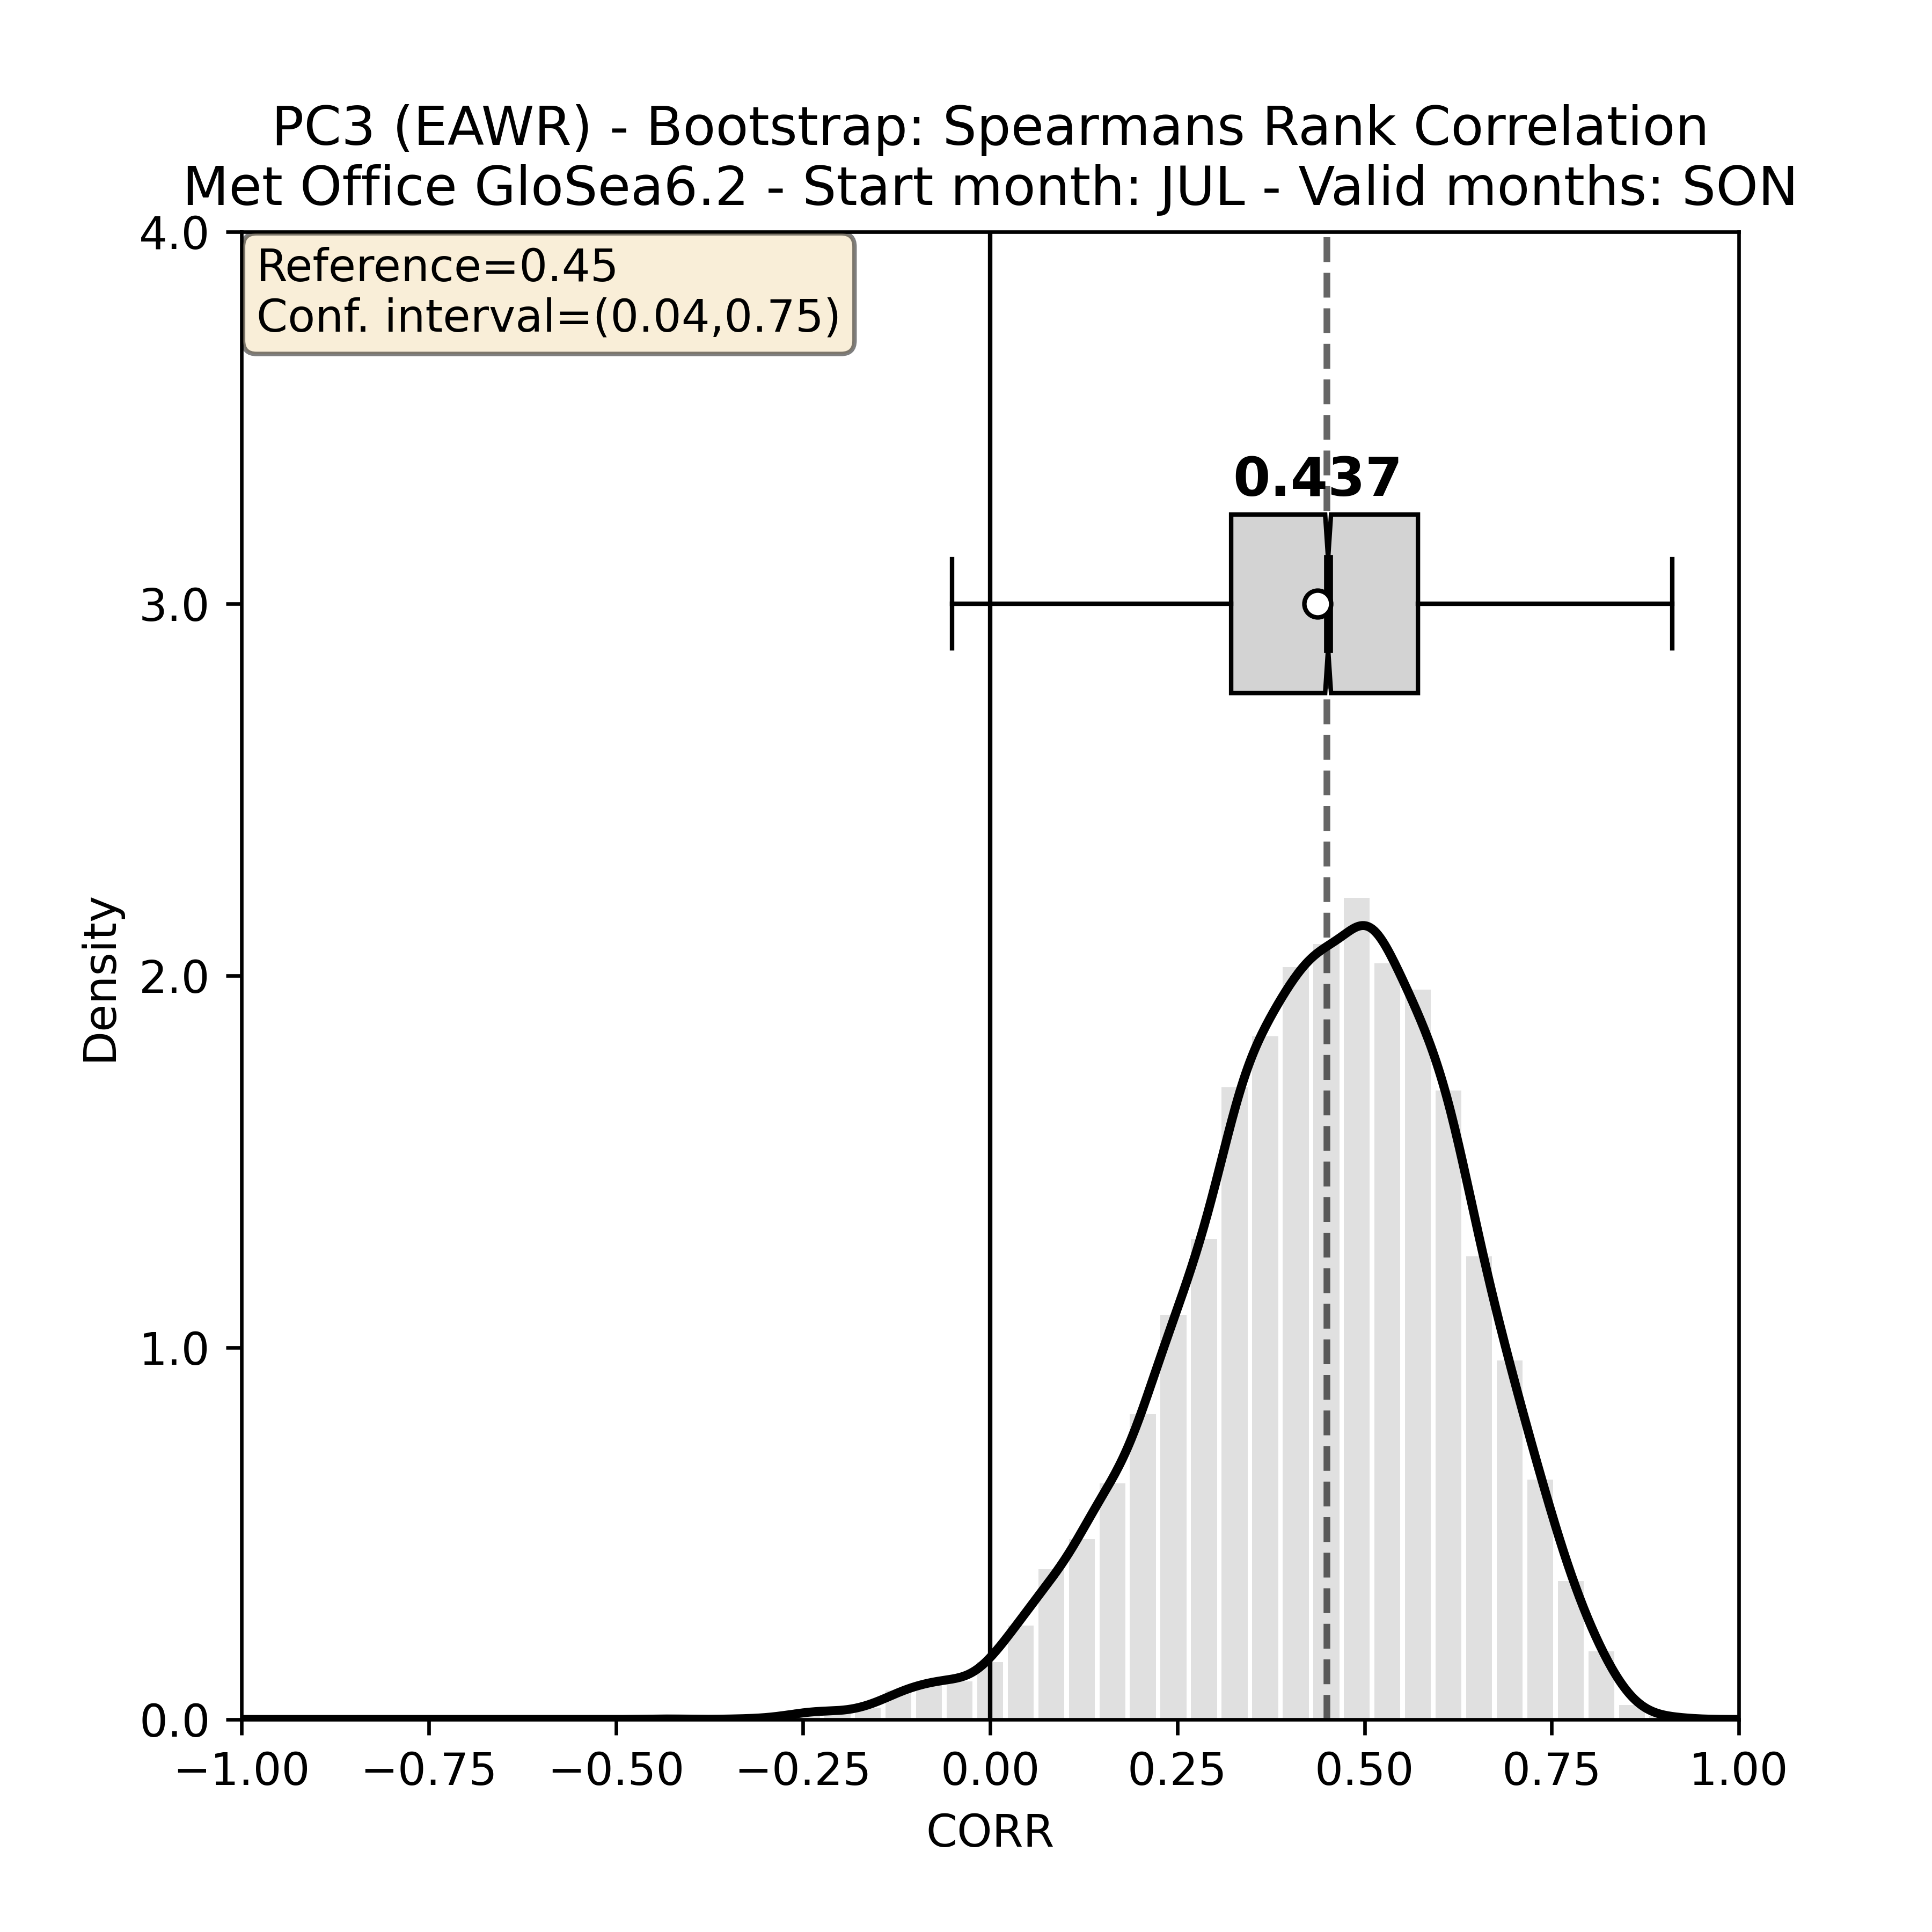 PC3 (EAWR) - Bootstrap: Spearmans Rank Correlation
Met Office GloSea6.2 - Start month: JUL - Valid months: SON
4.0
Reference=0.45
Conf. interval=(0.04,0.75)
0.437
3.0
Density
2.0
1.0
0.0
−1.00 −0.75 −0.50 −0.25 0.00 0.25 0.50 0.75 1.00
CORR